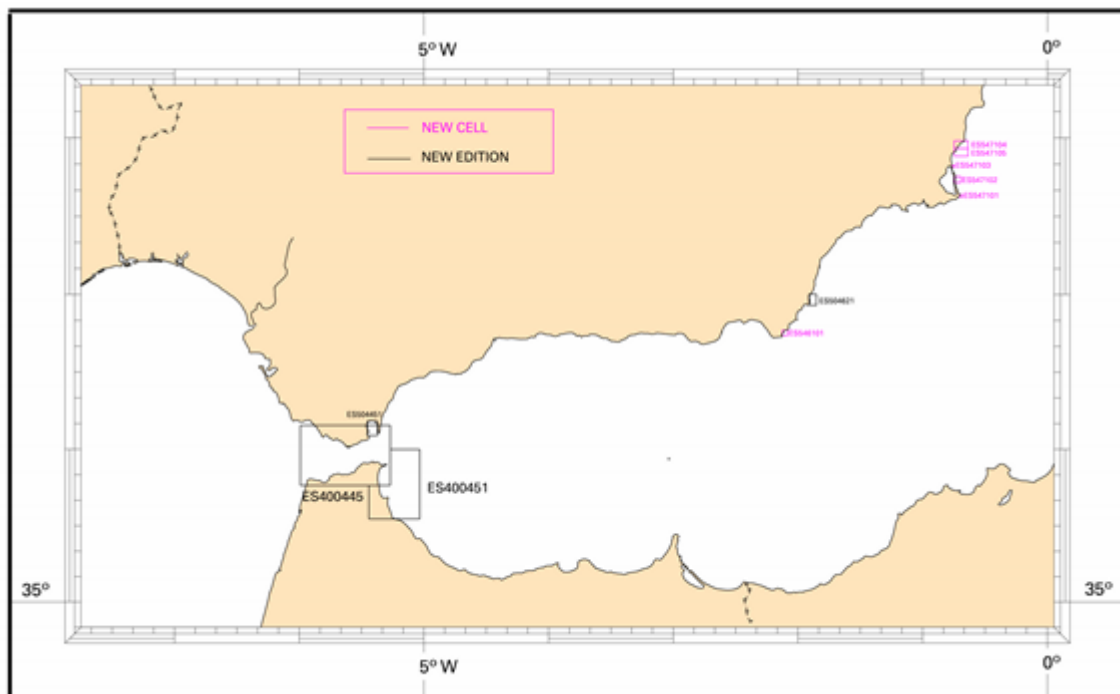 5° W
0°
NEW CELL
NEW EDITION
ES547104
ES547105
ES547103
ES547102
ES547101
ES504621
ES546101
ES504451
ES400451
ES400445
35°
35°
5° W
0°